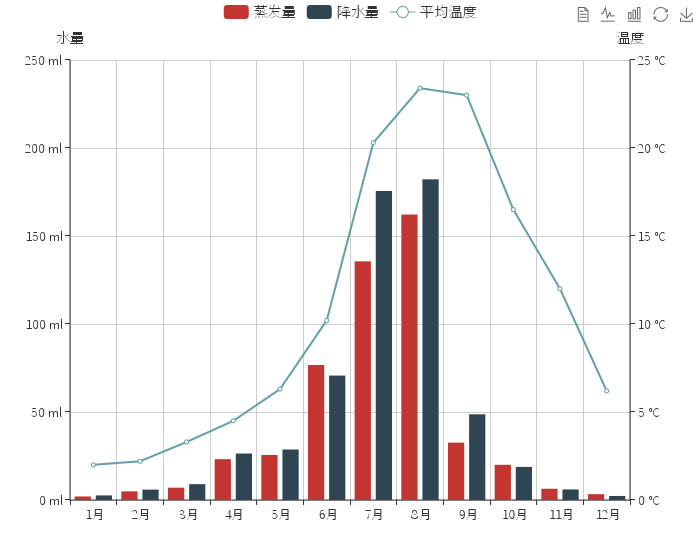 蒸发量 降水量 平均温度
水量 温度
250 ml 25 °C
200 ml 20 °C
150 ml 15 °C
100 ml 10 °C
50 ml 5 °C
0 ml 0 °C
1月 2月 3月 4月 5月 6月 7月 8月 9月 10月 11月 12月